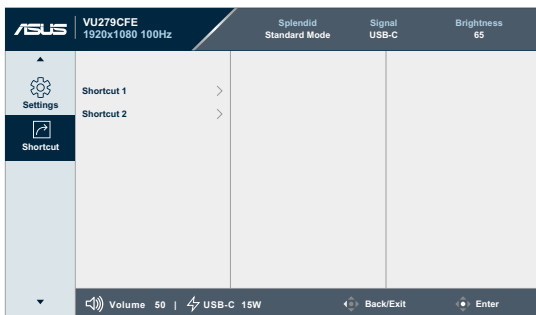 ASUS
VU279CFE
1920x1080 100Hz
Splendid
Standard Mode
Signal
USB-C
Brightness
65
Settings
Shortcut
Shortcut 1
Shortcut 2
Volume 50 | USB-C 15W
Back/Exit
Enter